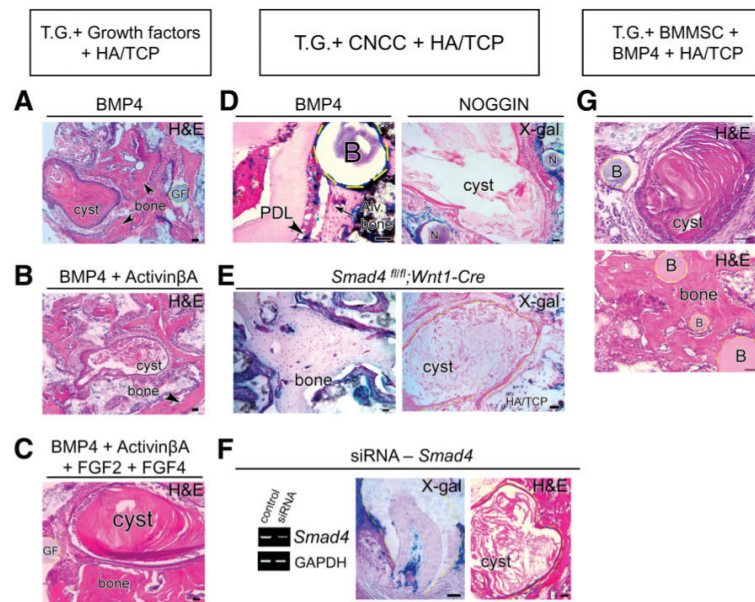 T.G.+ Growth factors
+ HA/TCP
T.G.+ CNCC + HA/TCP
T.G.+ BMMSC +
BMP4 + HA/TCP
A
BMP4
H&E
cyst
bone
GF
B
BMP4 + ActivinβA
H&E
cyst
bone
C
BMP4 + ActivinβA
+ FGF2 + FGF4
H&E
cyst
GF
bone
D
BMP4
B
PDL
Alv.
bone
NOGGIN
X-gal
N
cyst
N
E
Smad4 fl/fl;Wnt1-Cre
bone
X-gal
cyst
HA/TCP
F
siRNA – Smad4
control
siRNA
Smad4
GAPDH
X-gal
H&E
cyst
G
H&E
B
cyst
H&E
B
bone
B
B